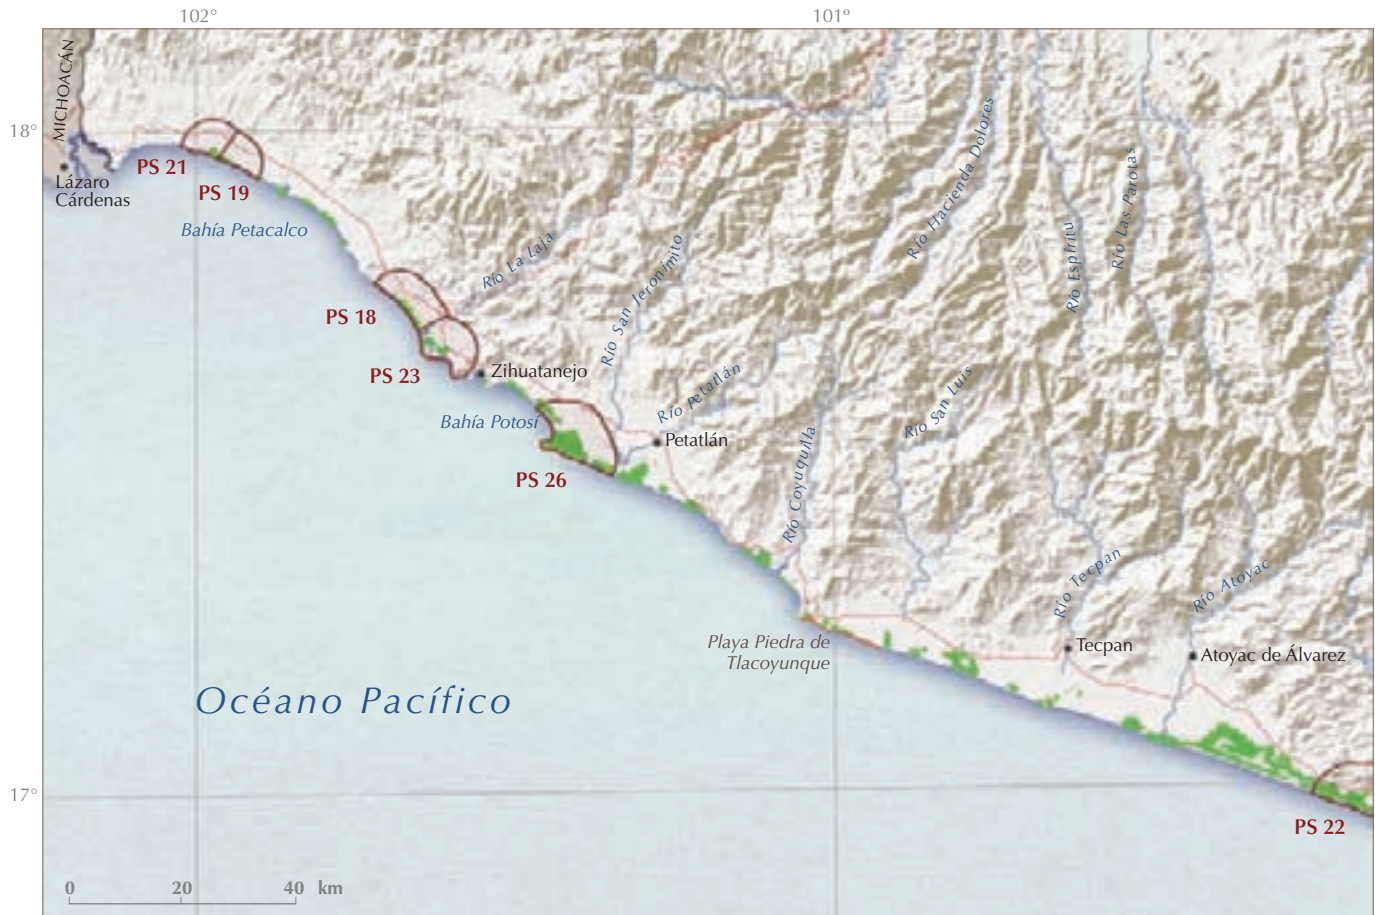 102°
101º
18°
MICHOACÁN
Lázaro
Cárdenas
PS 21
PS 19
Bahía Petacalco
Río La Laja
Río San Jeronimito
Río Hacienda Dolores
Río Espíritu
Río Las Parotas
PS 18
PS 23
Zihuatanejo
Bahía Potosí
Río Petatlán
Petatlán
PS 26
Río San Luis
Río Coyuquilla
Río Tecpan
Río Atoyac
Playa Piedra de
Tlacoyunque
Tecpan
Atoyac de Álvarez
Océano Pacífico
17°
PS 22
0 20 40 km